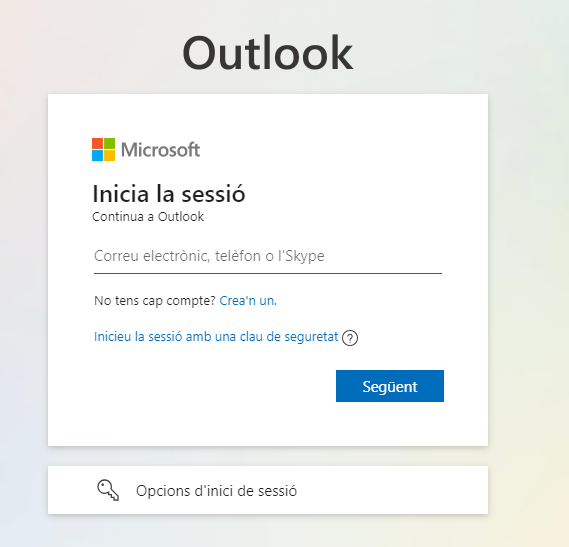 Outlook
Microsoft
Inicia la sessió
Continua a Outlook
Correu electrònic, telèfon o l'Skype
No tens cap compte? Crea'n un.
Inicieu la sessió amb una clau de seguretat ?
Següent
Opcions d'inici de sessió